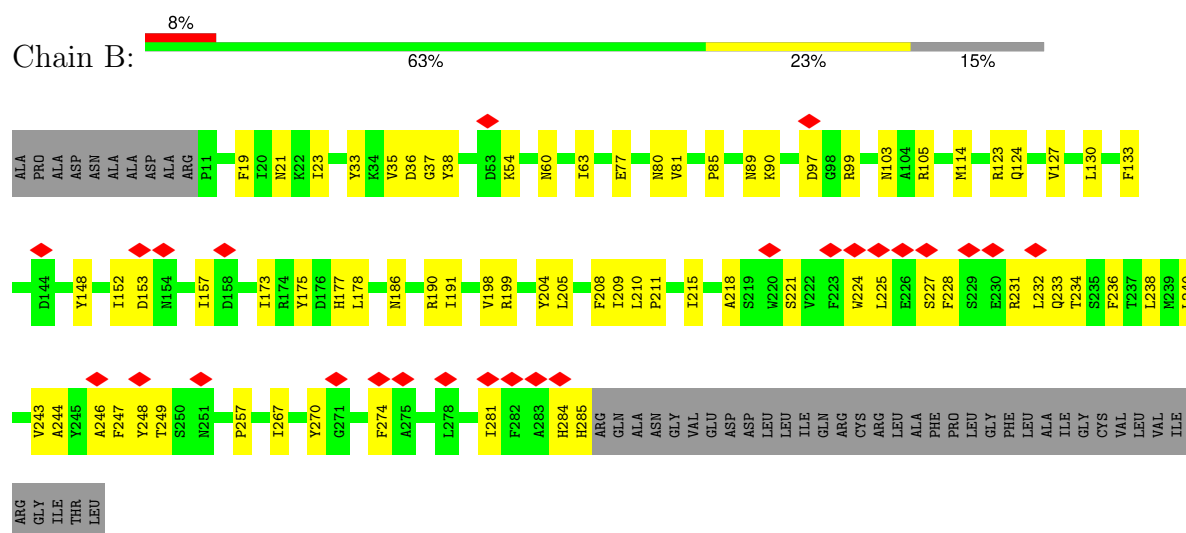 8%
Chain B:
63% 23% 15%
ALA PRO ALA ASP ASN ALA ALA ASP ALA ARG P11 F19 I20 N21 K22 I23 Y33 K34 V35 D36 G37 Y38 D53 K54 N60 I63 E77 N80 V81 P85 N89 K90 D97 G98 R99 N103 A104 R105 M114 R123 Q124 V127 L130 F133
D144 Y148 I152 D153 N154 I157 D158 I173 R174 Y175 D176 H177 L178 N186 R190 I191 V198 R199 Y204 L205 F208 I209 L210 P211 I215 A218 S219 W220 S221 V222 F223 W224 L225 E226 S227 F228 S229 E230 R231 L232 Q233 T234 S235 F236 T237 L238 M239 L240
V243 A244 Y245 A246 F247 Y248 T249 S250 N251 P257 I267 Y270 G271 F274 A275 L278 I281 F282 A283 H284 H285 ARG GLN ALA ASN GLY VAL GLU ASP ASP LEU LEU ILE GLN ARG CYS ARG LEU ALA PHE PRO LEU GLY PHE LEU ALA ILE GLY CYS VAL LEU VAL ILE
ARG GLY ILE THR LEU